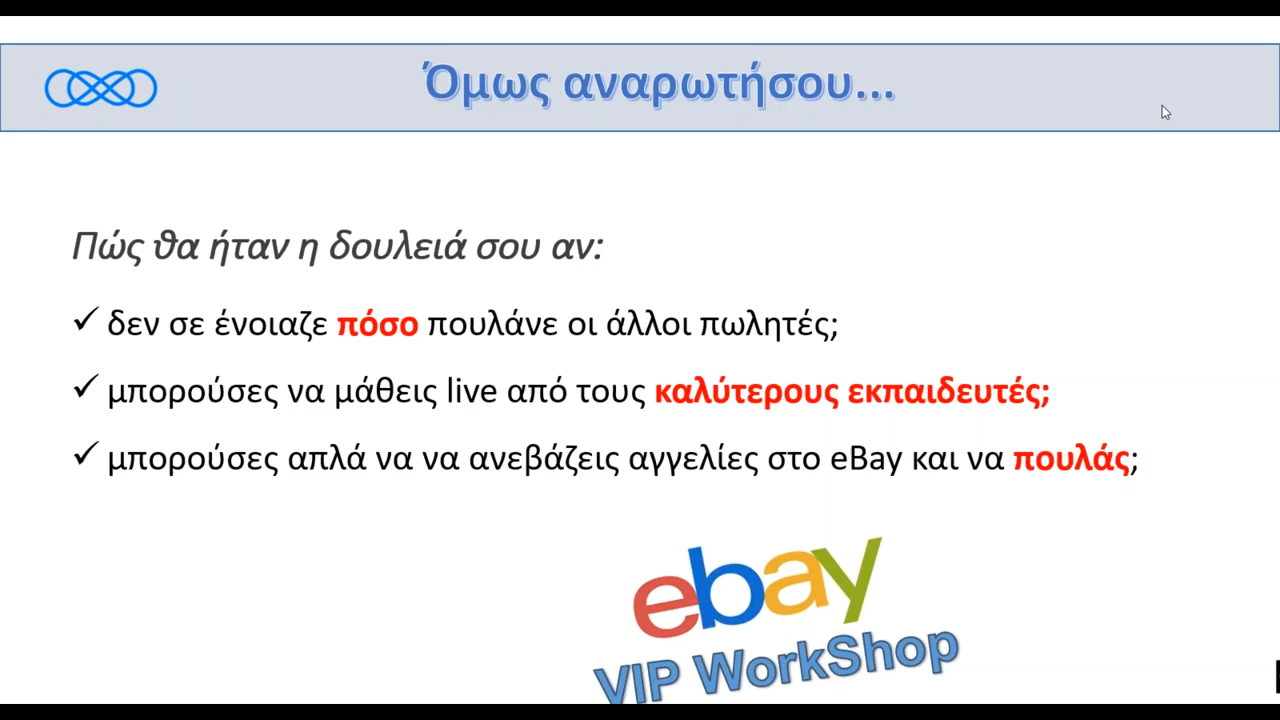 Όμως αναρωτήσου...
Πώς θα ήταν η δουλειά σου αν:
✓ δεν σε ένοιαζε πόσο πουλάνε οι άλλοι πωλητές;
✓ μπορούσες να μάθεις live από τους καλύτερους εκπαιδευτές;
✓ μπορούσες απλά να να ανεβάζεις αγγελίες στο eBay και να πουλάς;
ebay
VIP WorkShop